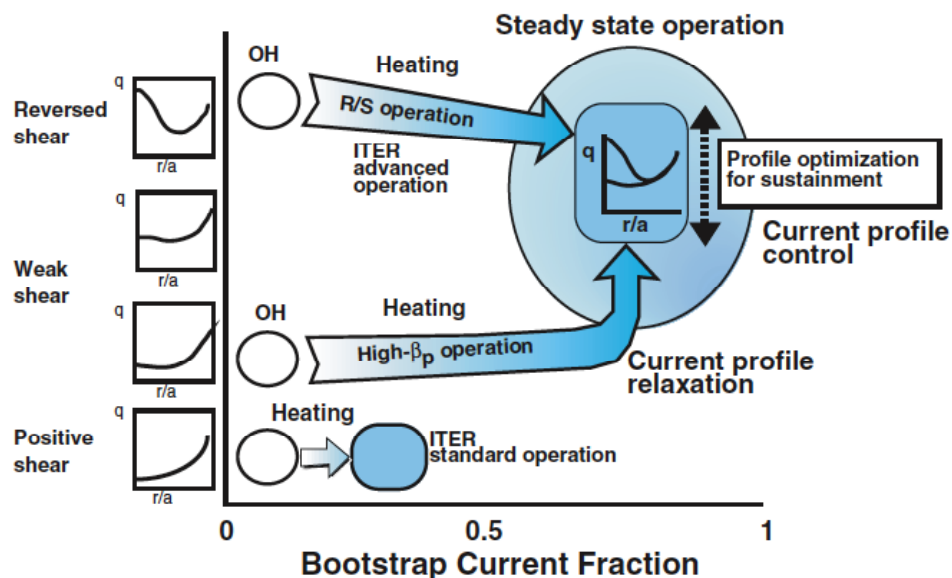 Steady state operation
OH
Heating
q
Reversed
shear
r/a
R/S operation
ITER
advanced
operation
q
r/a
Profile optimization
for sustainment
Current profile
control
q
r/a
Weak
shear
OH
Heating
q
r/a
High-βp operation
Current profile
relaxation
Heating
q
Positive
shear
r/a
ITER
standard operation
0
0.5
1
Bootstrap Current Fraction